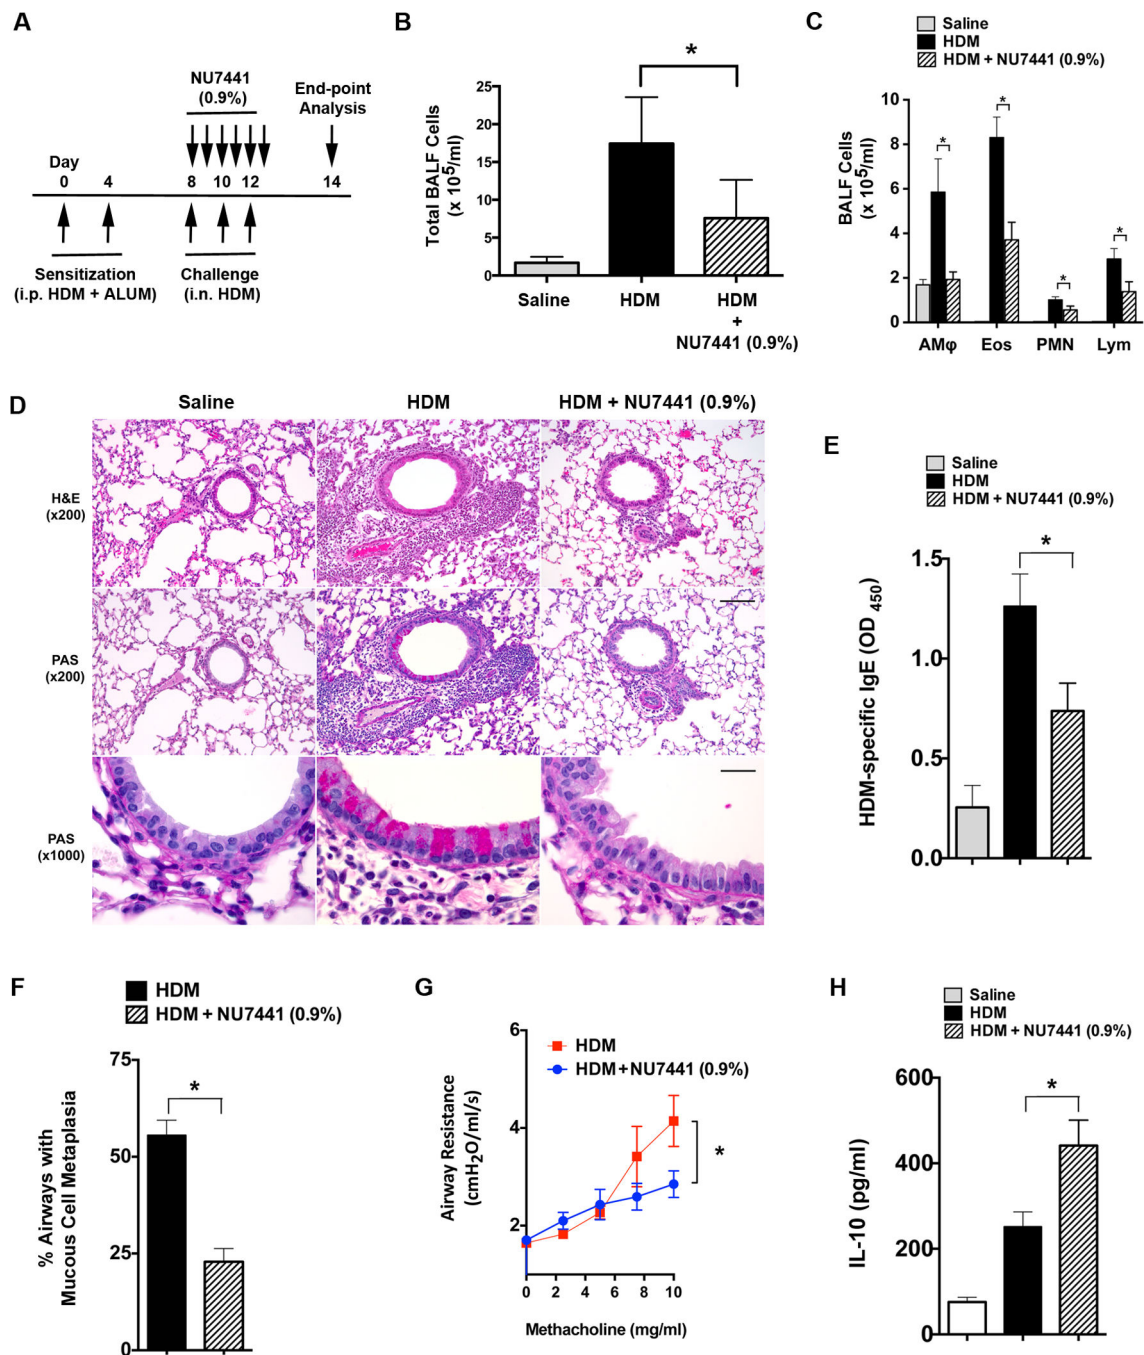 A
NU7441
(0.9%)
End-point
Analysis
Day
0 4 8 10 12 14
Sensitization
(i.p. HDM + ALUM)
Challenge
(i.n. HDM)
B
*
Total BALF Cells
(x 10⁵/ml)
25
20
15
10
5
0
Saline
HDM
HDM
+
NU7441 (0.9%)
C
Saline
HDM
HDM + NU7441 (0.9%)
BALF Cells
(x 10⁵/ml)
10
8
6
4
2
0
* * * *
AMφ Eos PMN Lym
D
Saline
HDM
HDM + NU7441 (0.9%)
H&E
(x200)
PAS
(x200)
PAS
(x1000)
E
Saline
HDM
HDM + NU7441 (0.9%)
HDM-specific IgE (OD 450)
1.5
1.0
0.5
0.0
*
F
HDM
HDM + NU7441 (0.9%)
% Airways with
Mucous Cell Metaplasia
75
50
25
0
*
G
HDM
HDM + NU7441 (0.9%)
Airway Resistance
(cmH₂O/ml/s)
6
4
2
*
0 2 4 6 8 10
Methacholine (mg/ml)
H
Saline
HDM
HDM + NU7441 (0.9%)
IL-10 (pg/ml)
600
400
200
0
*